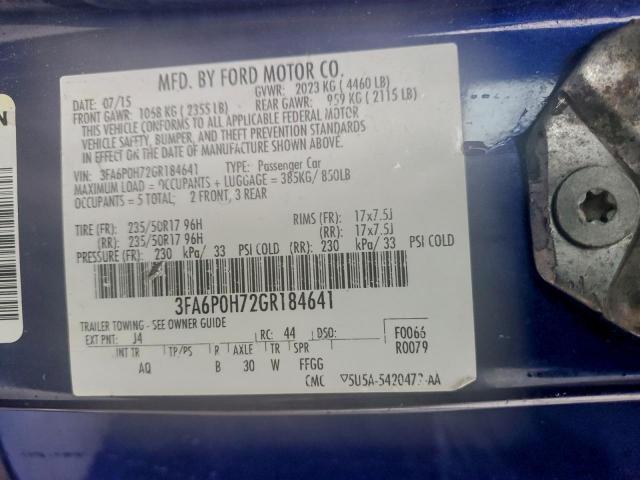 MFD. BY FORD MOTOR CO.
DATE: 07/15 GVWR: 2023 KG ( 4460 LB)
FRONT GAWR: 1068 KG ( 2355 LB) REAR GAWR: 959 KG ( 2115 LB)
THIS VEHICLE CONFORMS TO ALL APPLICABLE FEDERAL MOTOR
VEHICLE SAFETY, BUMPER, AND THEFT PREVENTION STANDARDS
IN EFFECT ON THE DATE OF MANUFACTURE SHOWN ABOVE.
VIN: 3FA6P0H72GR184641 TYPE: Passenger Car
MAXIMUM LOAD = OCCUPANTS + LUGGAGE = 385KG/ 850LB
OCCUPANTS = 5 TOTAL; 2 FRONT, 3 REAR
TIRE (FR): 235/50R17 96H RIMS (FR): 17x7.5J
(RR): 235/50R17 96H (RR): 17x7.5J
PRESSURE (FR): 230 kPa/ 33 PSI COLD (RR): 230 kPa/ 33 PSI COLD
3FA6P0H72GR184641
TRAILER TOWING - SEE OWNER GUIDE
EXT PNT: J4 RC: 44 DSO: F0066
R0079
INT TR TP/PS R AXLE TR SPR
AQ B 30 W FFGG
CMC
N